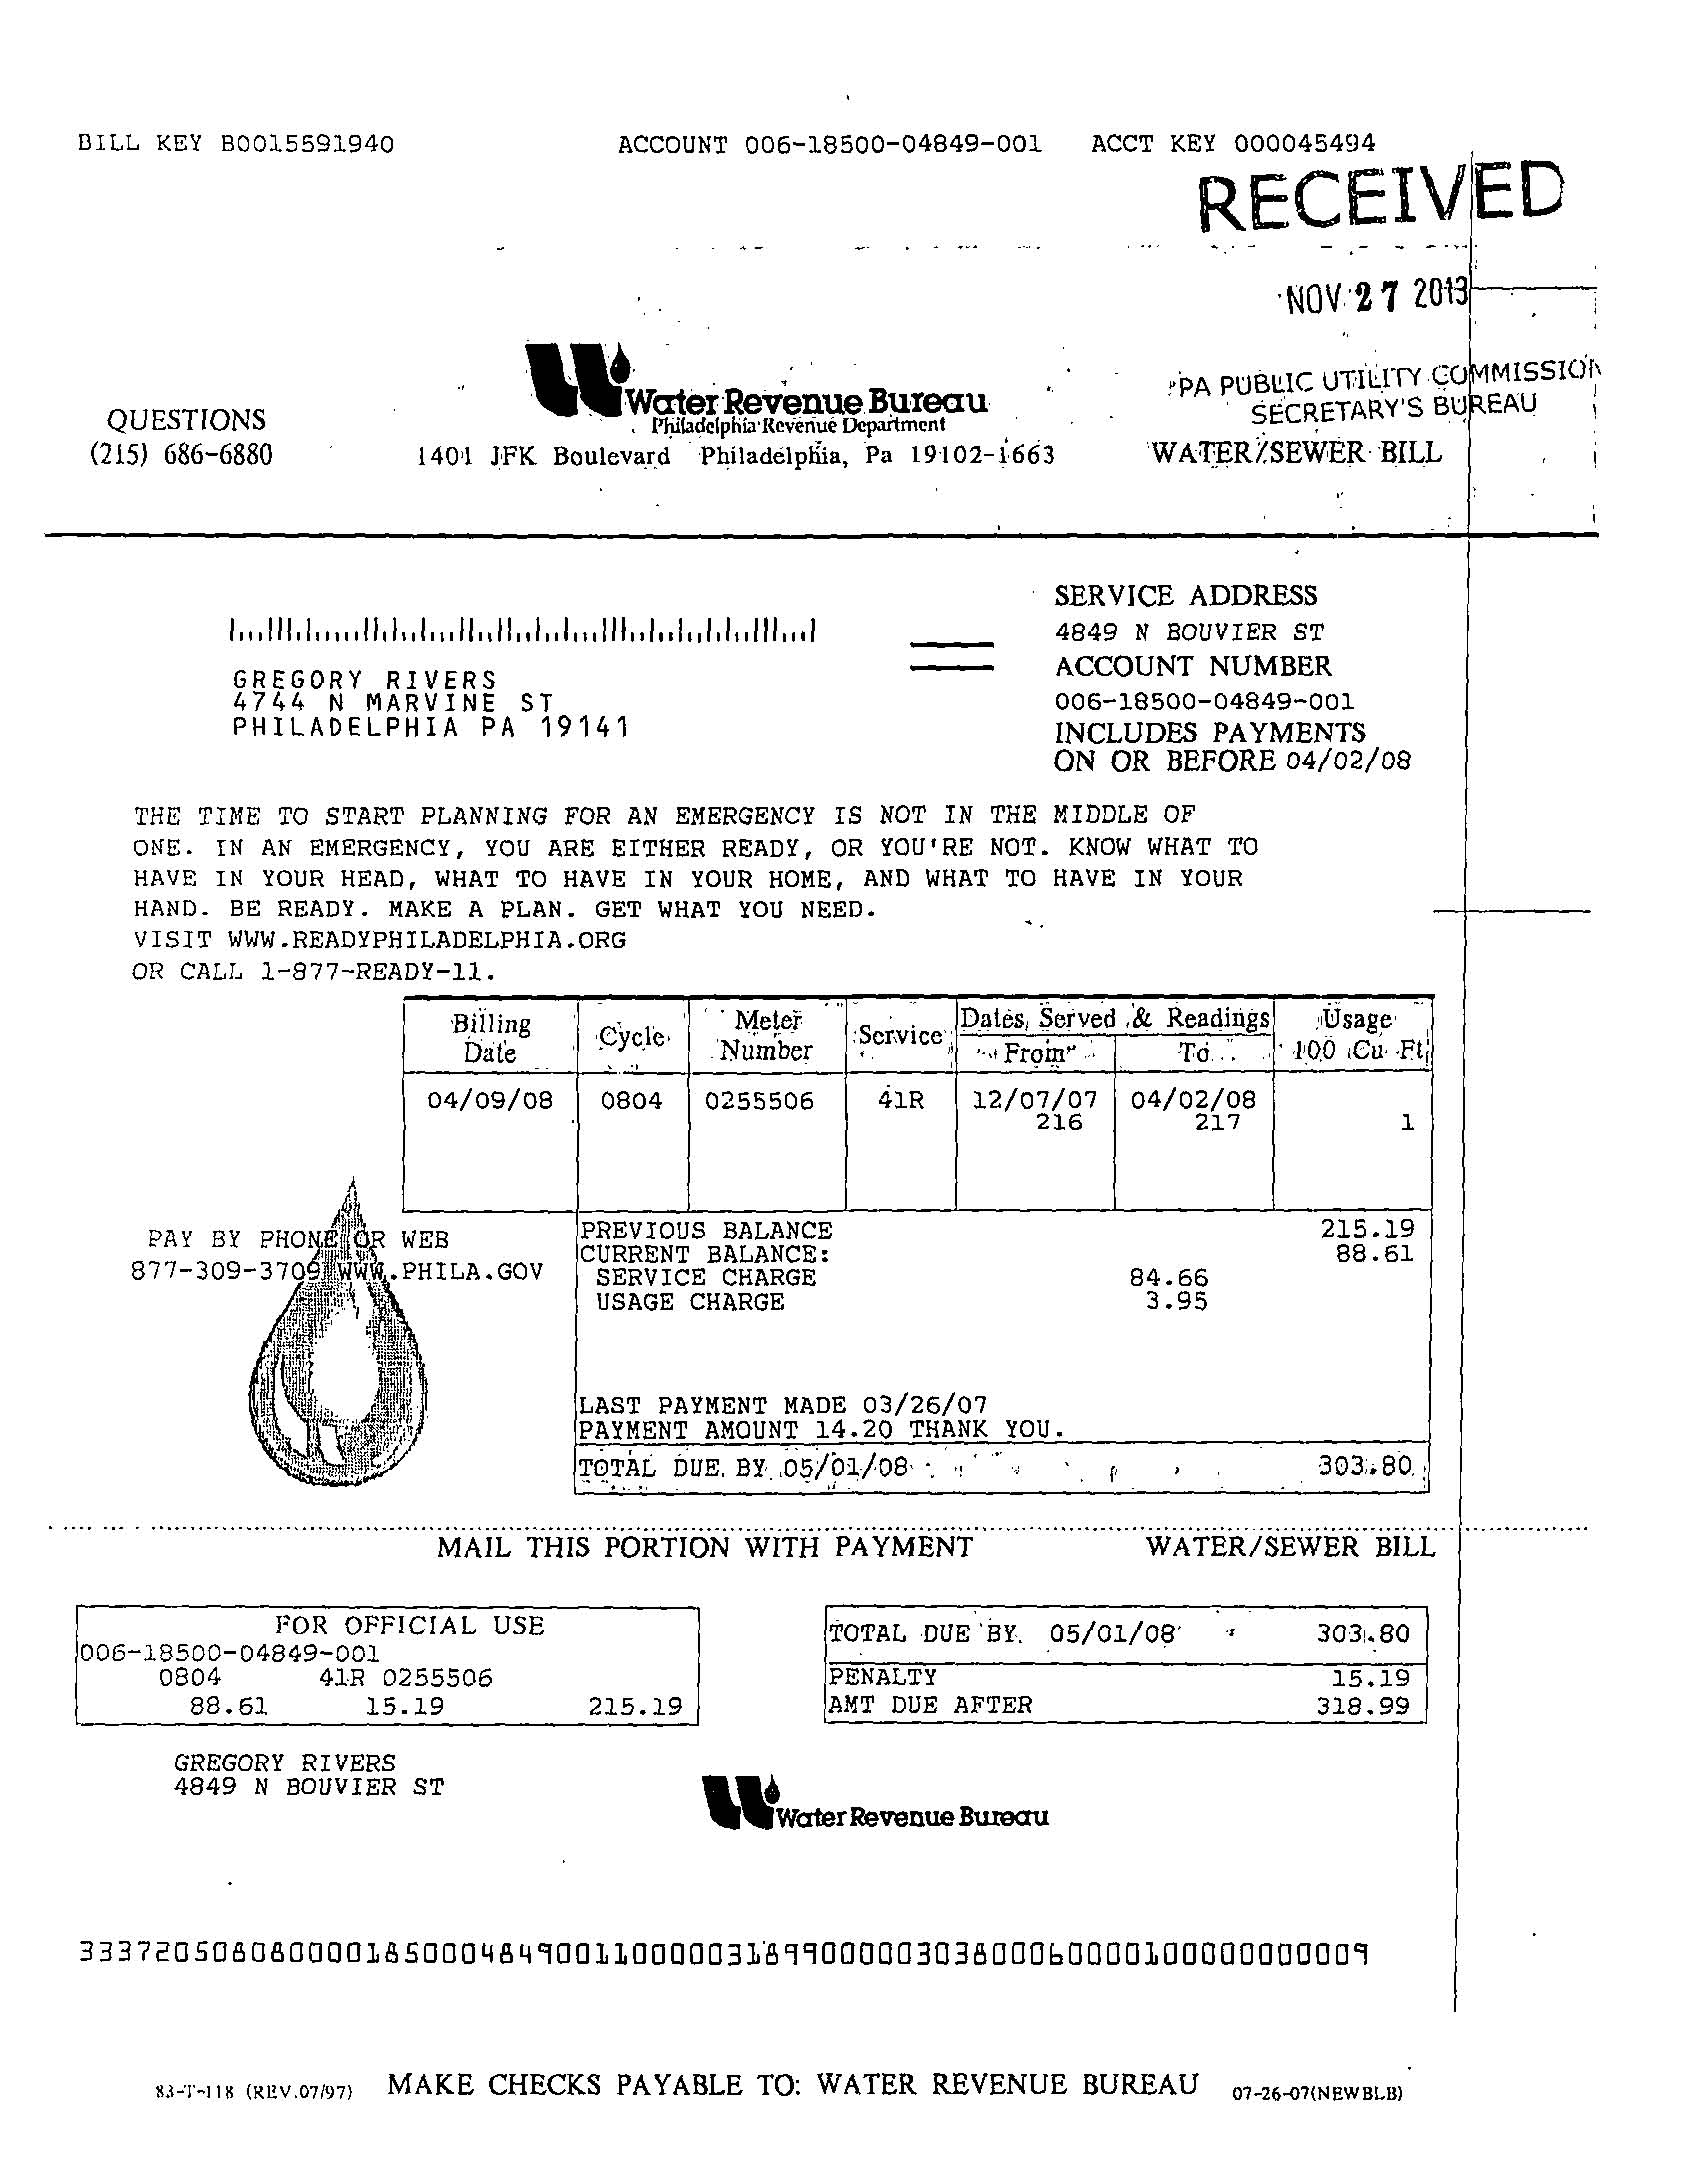 BILL KEY B0015591940 ACCOUNT 006-18500-04849-001 ACCT KEY 000045494
RECEIVED
NOV 27 2013
PA PUBLIC UTILITY COMMISSION
SECRETARY'S BUREAU
Water Revenue Bureau
Philadelphia Revenue Department
QUESTIONS
(215) 686-6880 1401 JFK Boulevard Philadelphia, Pa 19102-1663 WATER/SEWER BILL
SERVICE ADDRESS
4849 N BOUVIER ST
ACCOUNT NUMBER
006-18500-04849-001
INCLUDES PAYMENTS
ON OR BEFORE 04/02/08
GREGORY RIVERS
4744 N MARVINE ST
PHILADELPHIA PA 19141
THE TIME TO START PLANNING FOR AN EMERGENCY IS NOT IN THE MIDDLE OF
ONE. IN AN EMERGENCY, YOU ARE EITHER READY, OR YOU'RE NOT. KNOW WHAT TO
HAVE IN YOUR HEAD, WHAT TO HAVE IN YOUR HOME, AND WHAT TO HAVE IN YOUR
HAND. BE READY. MAKE A PLAN. GET WHAT YOU NEED.
VISIT WWW.READYPHILADELPHIA.ORG
OR CALL 1-877-READY-11.
Billing Date Cycle Meter Number Service Dates Served & Readings From To Usage 100 Cu Ft
04/09/08 0804 0255506 41R 12/07/07 04/02/08
216 217 1
PAY BY PHONE OR WEB
877-309-3709 WWW.PHILA.GOV
PREVIOUS BALANCE 215.19
CURRENT BALANCE: 88.61
SERVICE CHARGE 84.66
USAGE CHARGE 3.95
LAST PAYMENT MADE 03/26/07
PAYMENT AMOUNT 14.20 THANK YOU.
TOTAL DUE BY 05/01/08 303.80
MAIL THIS PORTION WITH PAYMENT WATER/SEWER BILL
FOR OFFICIAL USE
006-18500-04849-001
0804 41R 0255506
88.61 15.19 215.19
TOTAL DUE BY 05/01/08 303.80
PENALTY 15.19
AMT DUE AFTER 318.99
GREGORY RIVERS
4849 N BOUVIER ST
Water Revenue Bureau
33372050808000018500048490011000003189900000303800060000100000000009
83-T-118 (REV.07/97) MAKE CHECKS PAYABLE TO: WATER REVENUE BUREAU 07-26-07(NEWBLB)